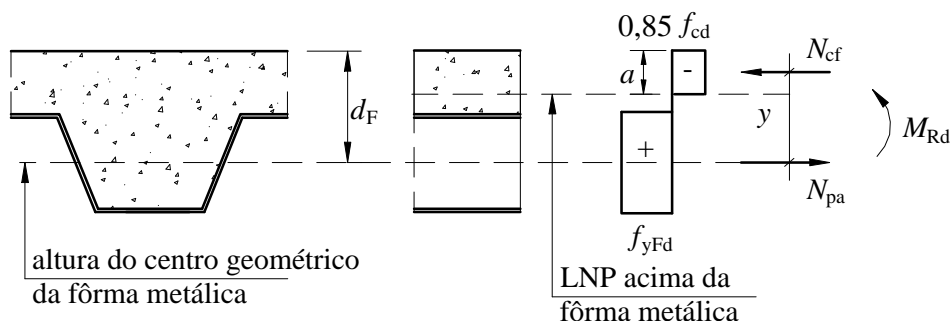 0,85 f_cd
N_cf
a
-
d_F
y
M_Rd
+
N_pa
f_yFd
altura do centro geométrico
da fôrma metálica
LNP acima da
fôrma metálica